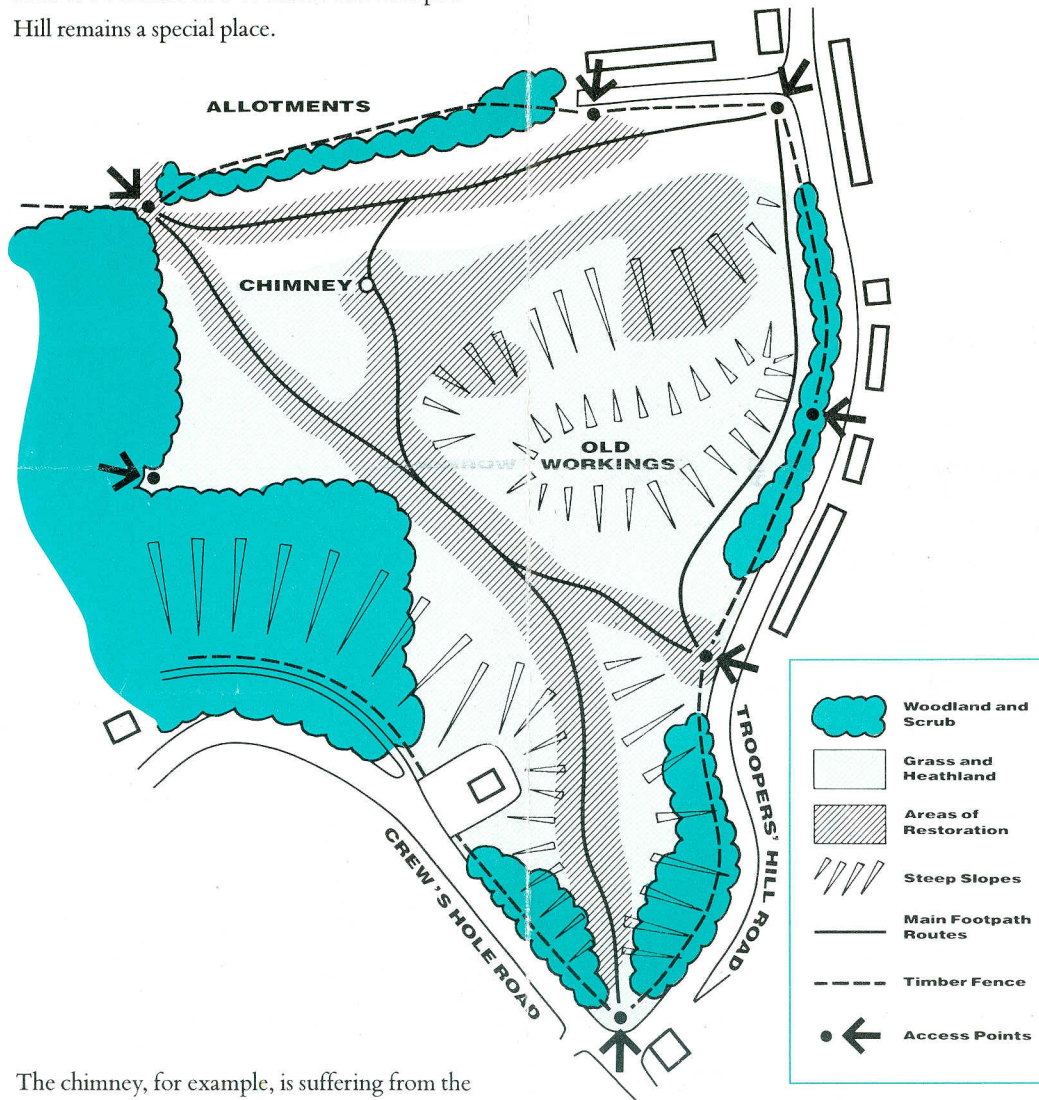 Hill remains a special place.
ALLOTMENTS
CHIMNEY
OLD
WORKINGS
TROOPERS' HILL ROAD
CREW'S HOLE ROAD
Woodland and
Scrub
Grass and
Heathland
Areas of
Restoration
Steep Slopes
Main Footpath
Routes
Timber Fence
Access Points
The chimney, for example, is suffering from the